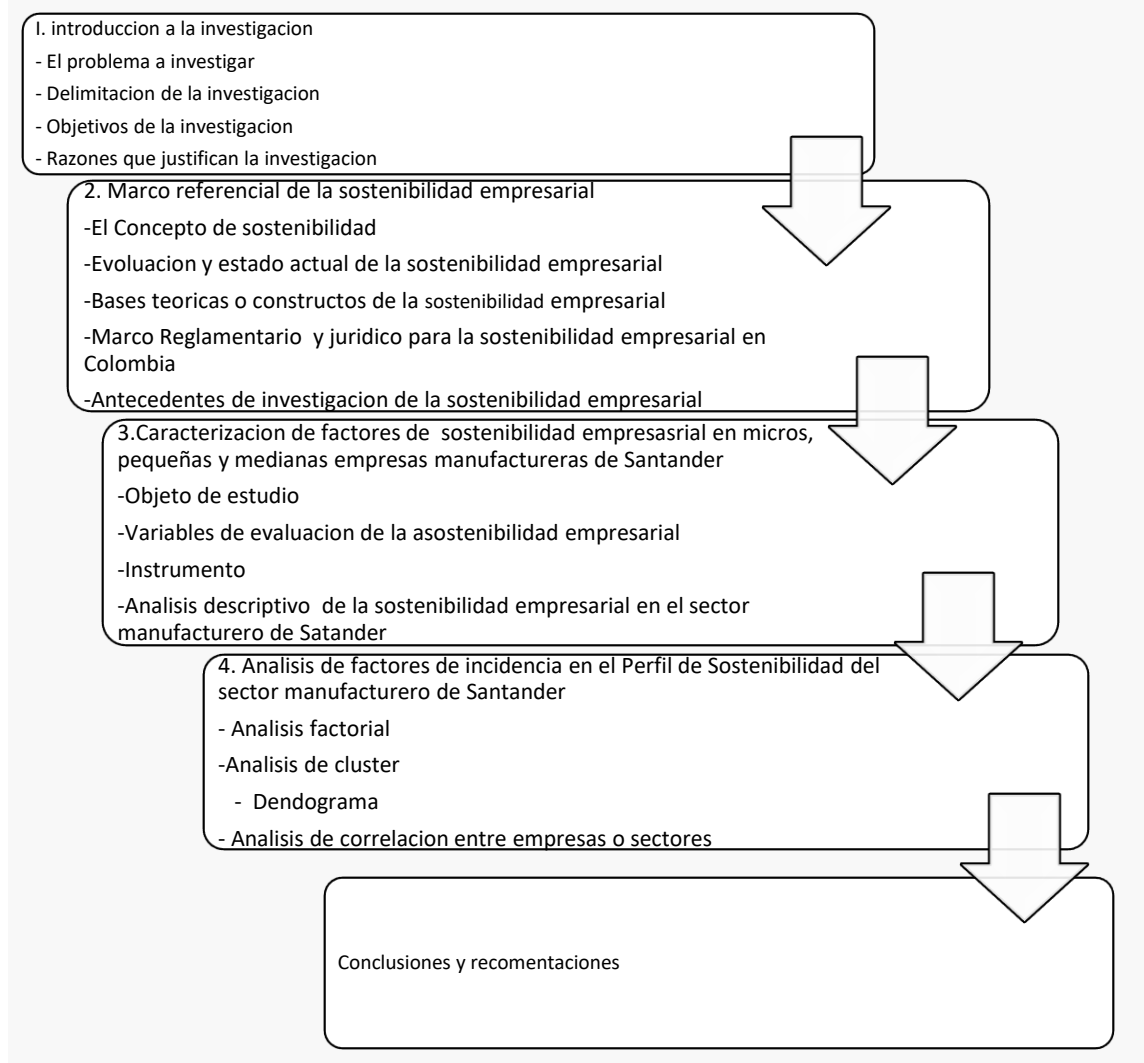 I. introduccion a la investigacion
- El problema a investigar
- Delimitacion de la investigacion
- Objetivos de la investigacion
- Razones que justifican la investigacion
2. Marco referencial de la sostenibilidad empresarial
-El Concepto de sostenibilidad
-Evoluacion y estado actual de la sostenibilidad empresarial
-Bases teoricas o constructos de la sostenibilidad empresarial
-Marco Reglamentario y juridico para la sostenibilidad empresarial en
Colombia
-Antecedentes de investigacion de la sostenibilidad empresarial
3.Caracterizacion de factores de sostenibilidad empresasrial en micros,
pequeñas y medianas empresas manufactureras de Santander
-Objeto de estudio
-Variables de evaluacion de la asostenibilidad empresarial
-Instrumento
-Analisis descriptivo de la sostenibilidad empresarial en el sector
manufacturero de Satander
4. Analisis de factores de incidencia en el Perfil de Sostenibilidad del
sector manufacturero de Santander
- Analisis factorial
-Analisis de cluster
- Dendograma
- Analisis de correlacion entre empresas o sectores
Conclusiones y recomentaciones